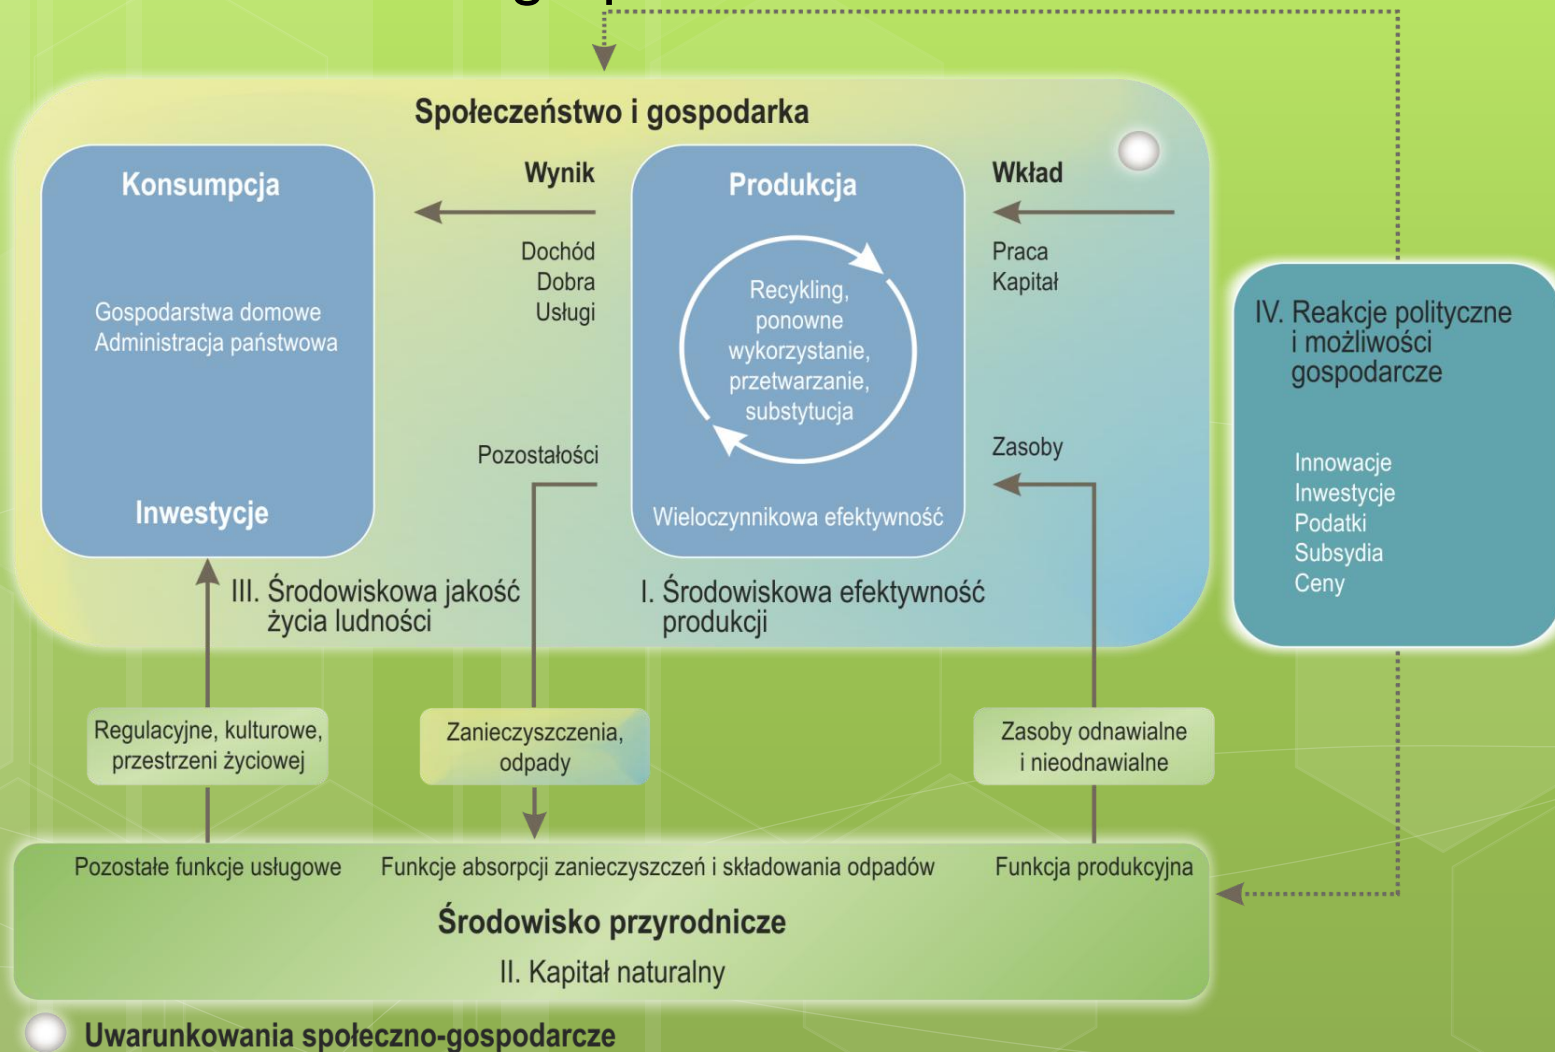 Społeczeństwo i gospodarka
Konsumpcja
Gospodarstwa domowe
Administracja państwowa
Inwestycje
Wynik
Dochód
Dobra
Usługi
Pozostałości
Produkcja
Recykling,
ponowne
wykorzystanie,
przetwarzanie,
substytucja
Wieloczynnikowa efektywność
Wkład
Praca
Kapitał
Zasoby
III. Środowiskowa jakość
życia ludności
I. Środowiskowa efektywność
produkcji
IV. Reakcje polityczne
i możliwości
gospodarcze
Innowacje
Inwestycje
Podatki
Subsydia
Ceny
Regulacyjne, kulturowe,
przestrzeni życiowej
Zanieczyszczenia,
odpady
Zasoby odnawialne
i nieodnawialne
Pozostałe funkcje usługowe
Funkcje absorpcji zanieczyszczeń i składowania odpadów
Funkcja produkcyjna
Środowisko przyrodnicze
II. Kapitał naturalny
Uwarunkowania społeczno-gospodarcze